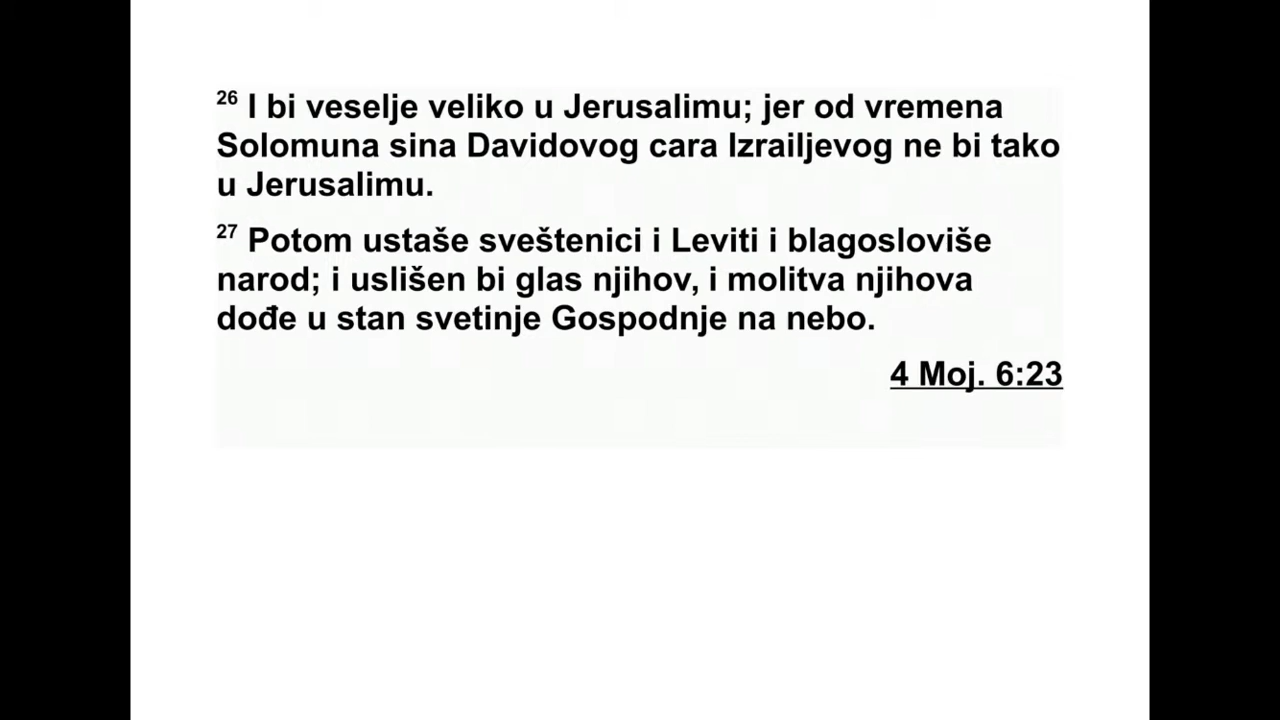 26 I bi veselje veliko u Jerusalimu; jer od vremena
Solomuna sina Davidovog cara Izrailjevog ne bi tako
u Jerusalimu.
27 Potom ustaše sveštenici i Leviti i blagosloviše
narod; i uslišen bi glas njihov, i molitva njihova
dođe u stan svetinje Gospodnje na nebo.
4 Moj. 6:23